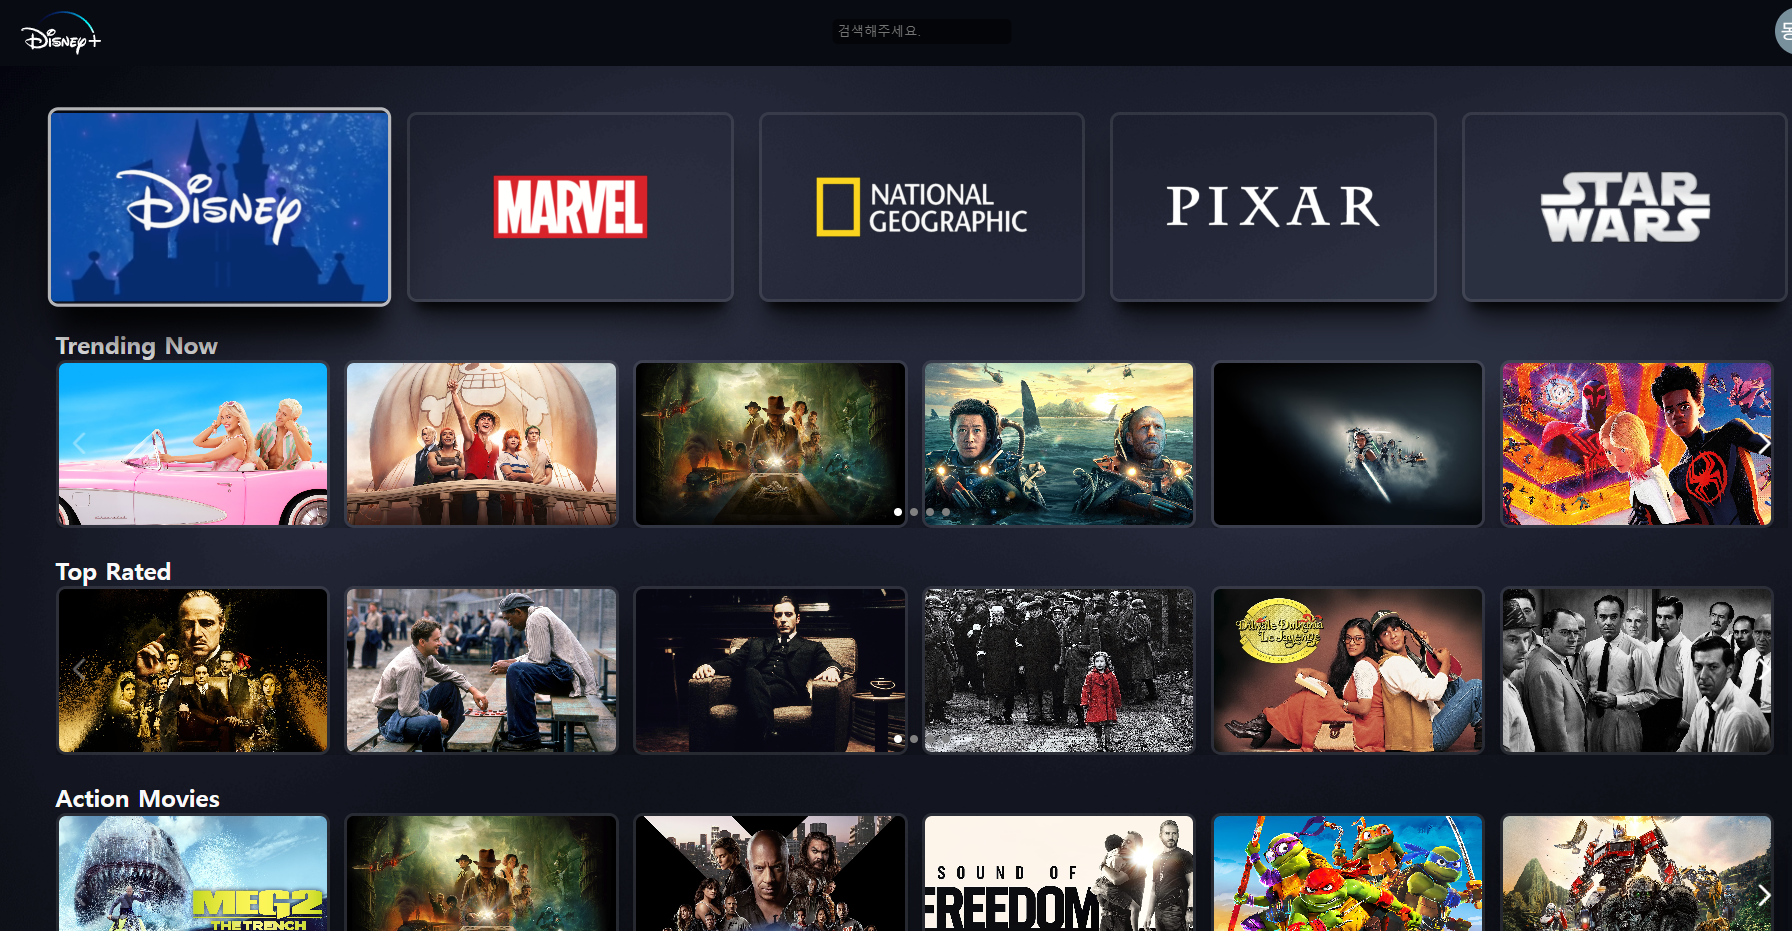 Disney+
검색해주세요.
동
Disney
MARVEL
NATIONAL
GEOGRAPHIC
PIXAR
STAR
WARS
Trending Now
Top Rated
Dilwale Dulhania
Le Jayenge
Action Movies
MEG2
THE TRENCH
SOUND OF
FREEDOM